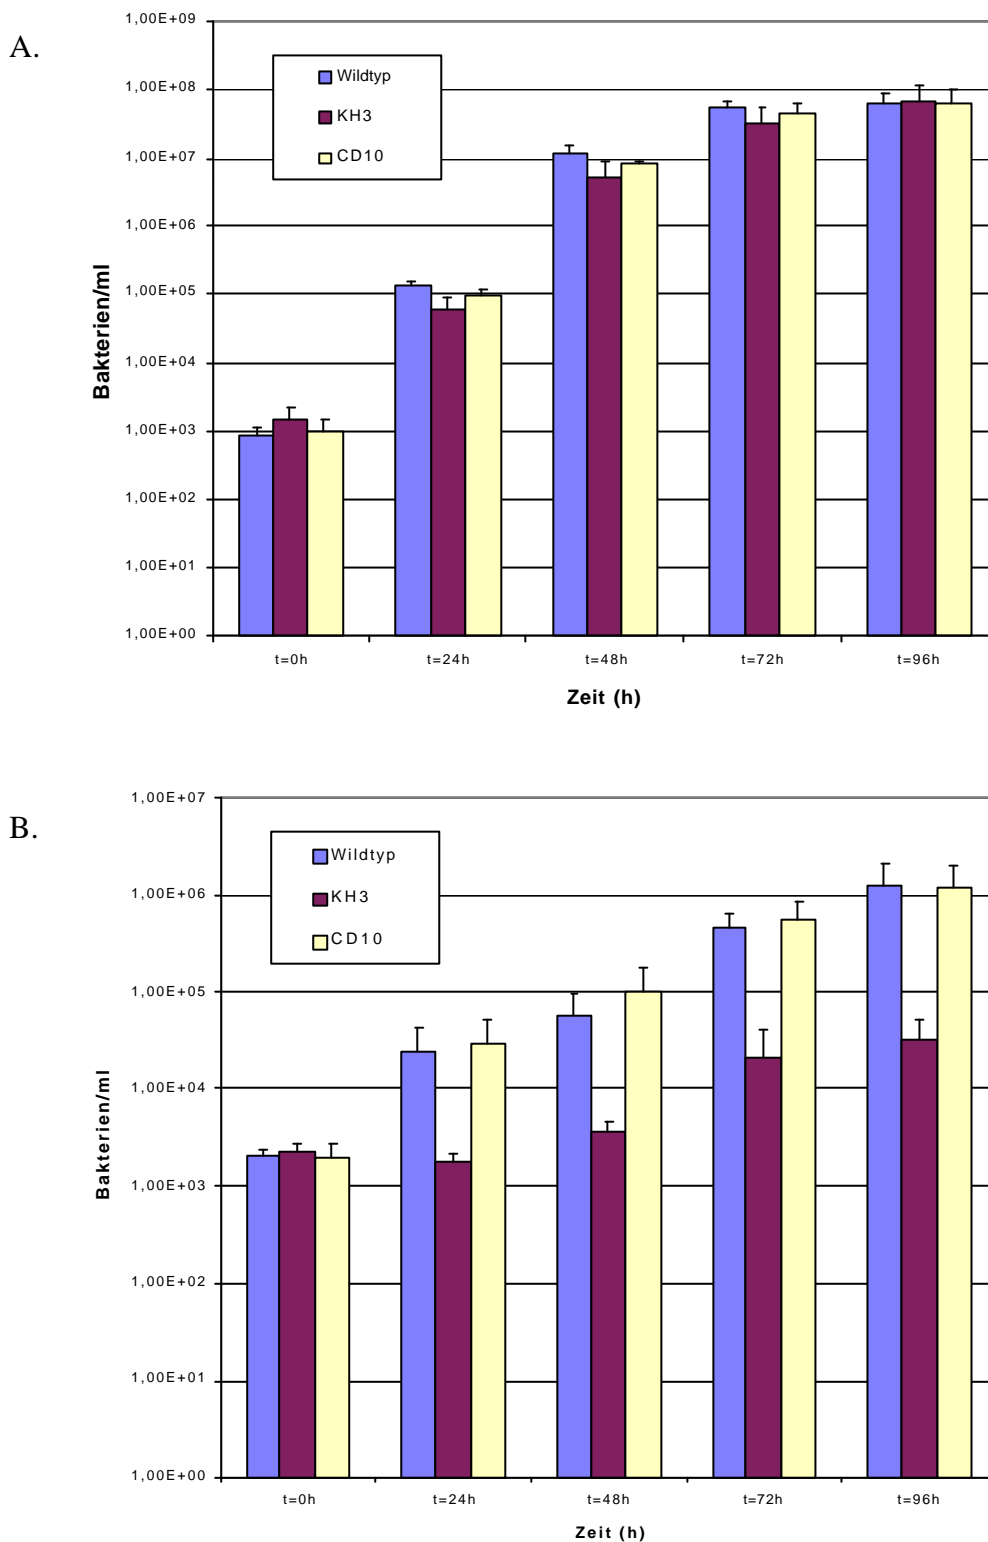 A.
1,00E+09
1,00E+08
1,00E+07
1,00E+06
1,00E+05
1,00E+04
1,00E+03
1,00E+02
1,00E+01
1,00E+00
Bakterien/ml
Wildtyp
KH3
CD10
t=0h t=24h t=48h t=72h t=96h
Zeit (h)
B.
1,00E+07
1,00E+06
1,00E+05
1,00E+04
1,00E+03
1,00E+02
1,00E+01
1,00E+00
Bakterien/ml
Wildtyp
KH3
CD10
t=0h t=24h t=48h t=72h t=96h
Zeit (h)